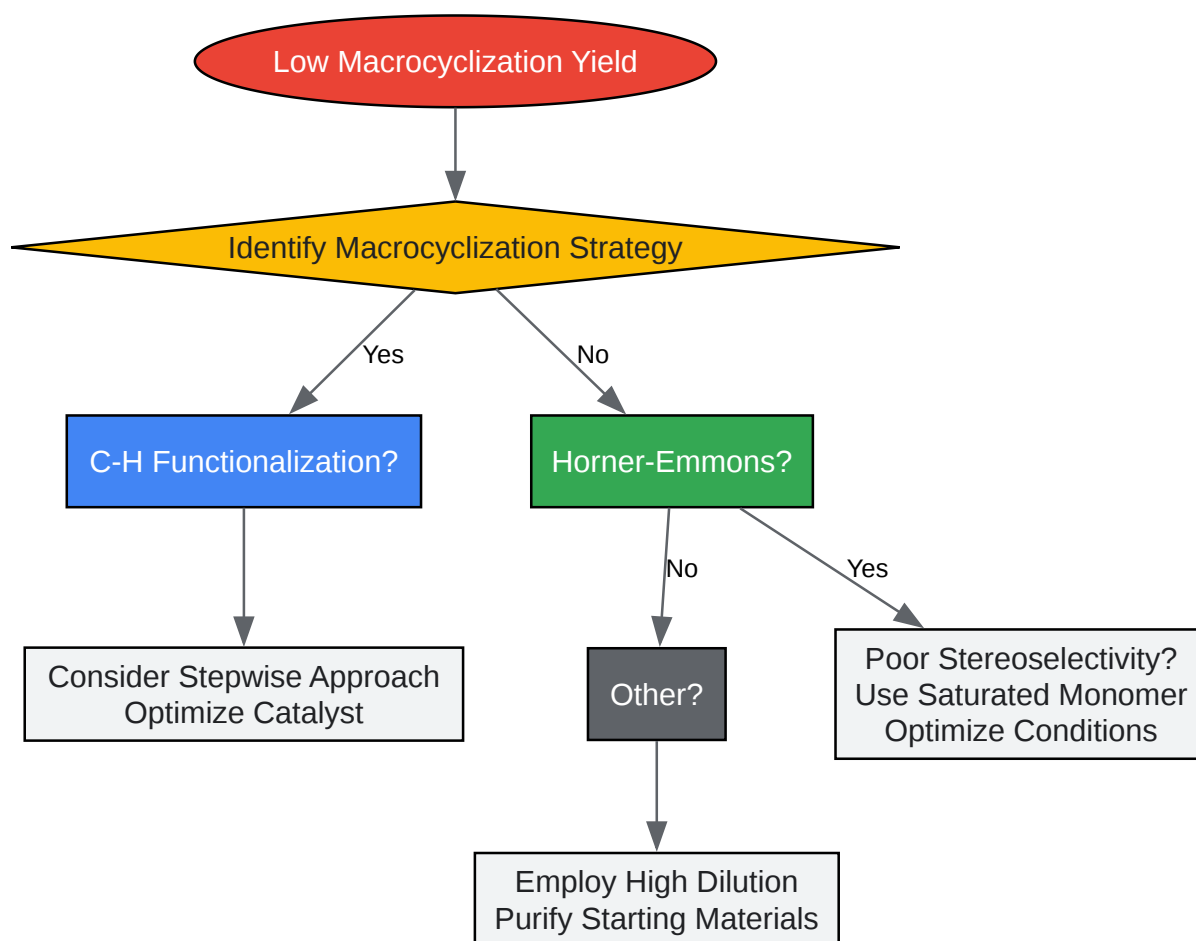 Low Macrocyclization Yield
Identify Macrocyclization Strategy
Yes
No
C-H Functionalization?
Horner-Emmons?
No
Yes
Consider Stepwise Approach
Optimize Catalyst
Other?
Poor Stereoselectivity?
Use Saturated Monomer
Optimize Conditions
Employ High Dilution
Purify Starting Materials